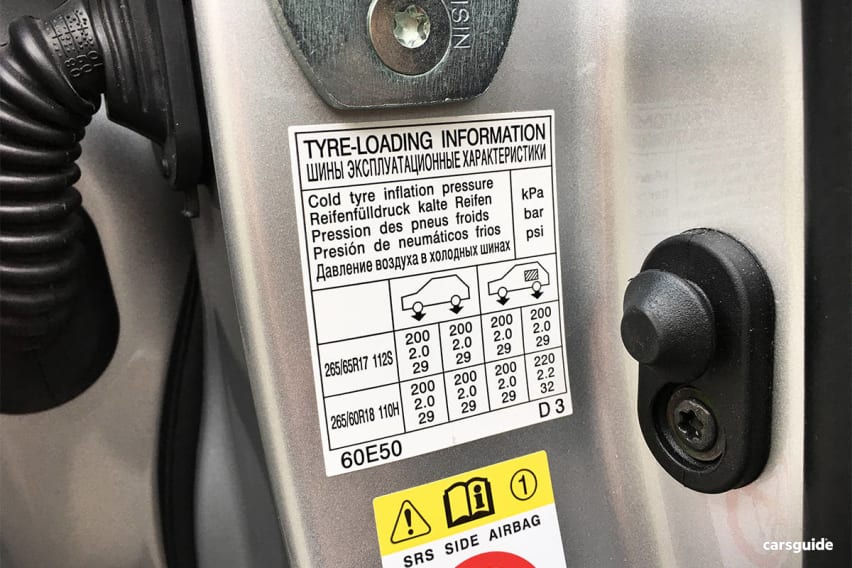 ISIN
TYRE-LOADING INFORMATION
ШИНЫ ЭКСПЛУАТАЦИОННЫЕ ХАРАКТЕРИСТИКИ
Cold tyre inflation pressure
Reifenfülldruck kalte Reifen
Pression des pneus froids
Presión de neumáticos frios
Давление воздуха в холодных шинах
kPa
bar
psi
265/65R17 112S
200 200 200 200
2.0 2.0 2.0 2.0
29 29 29 29
265/60R18 110H
200 200 200 220
2.0 2.0 2.0 2.2
29 29 29 32
60E50 D 3
1
SRS SIDE AIRBAG
carsguide